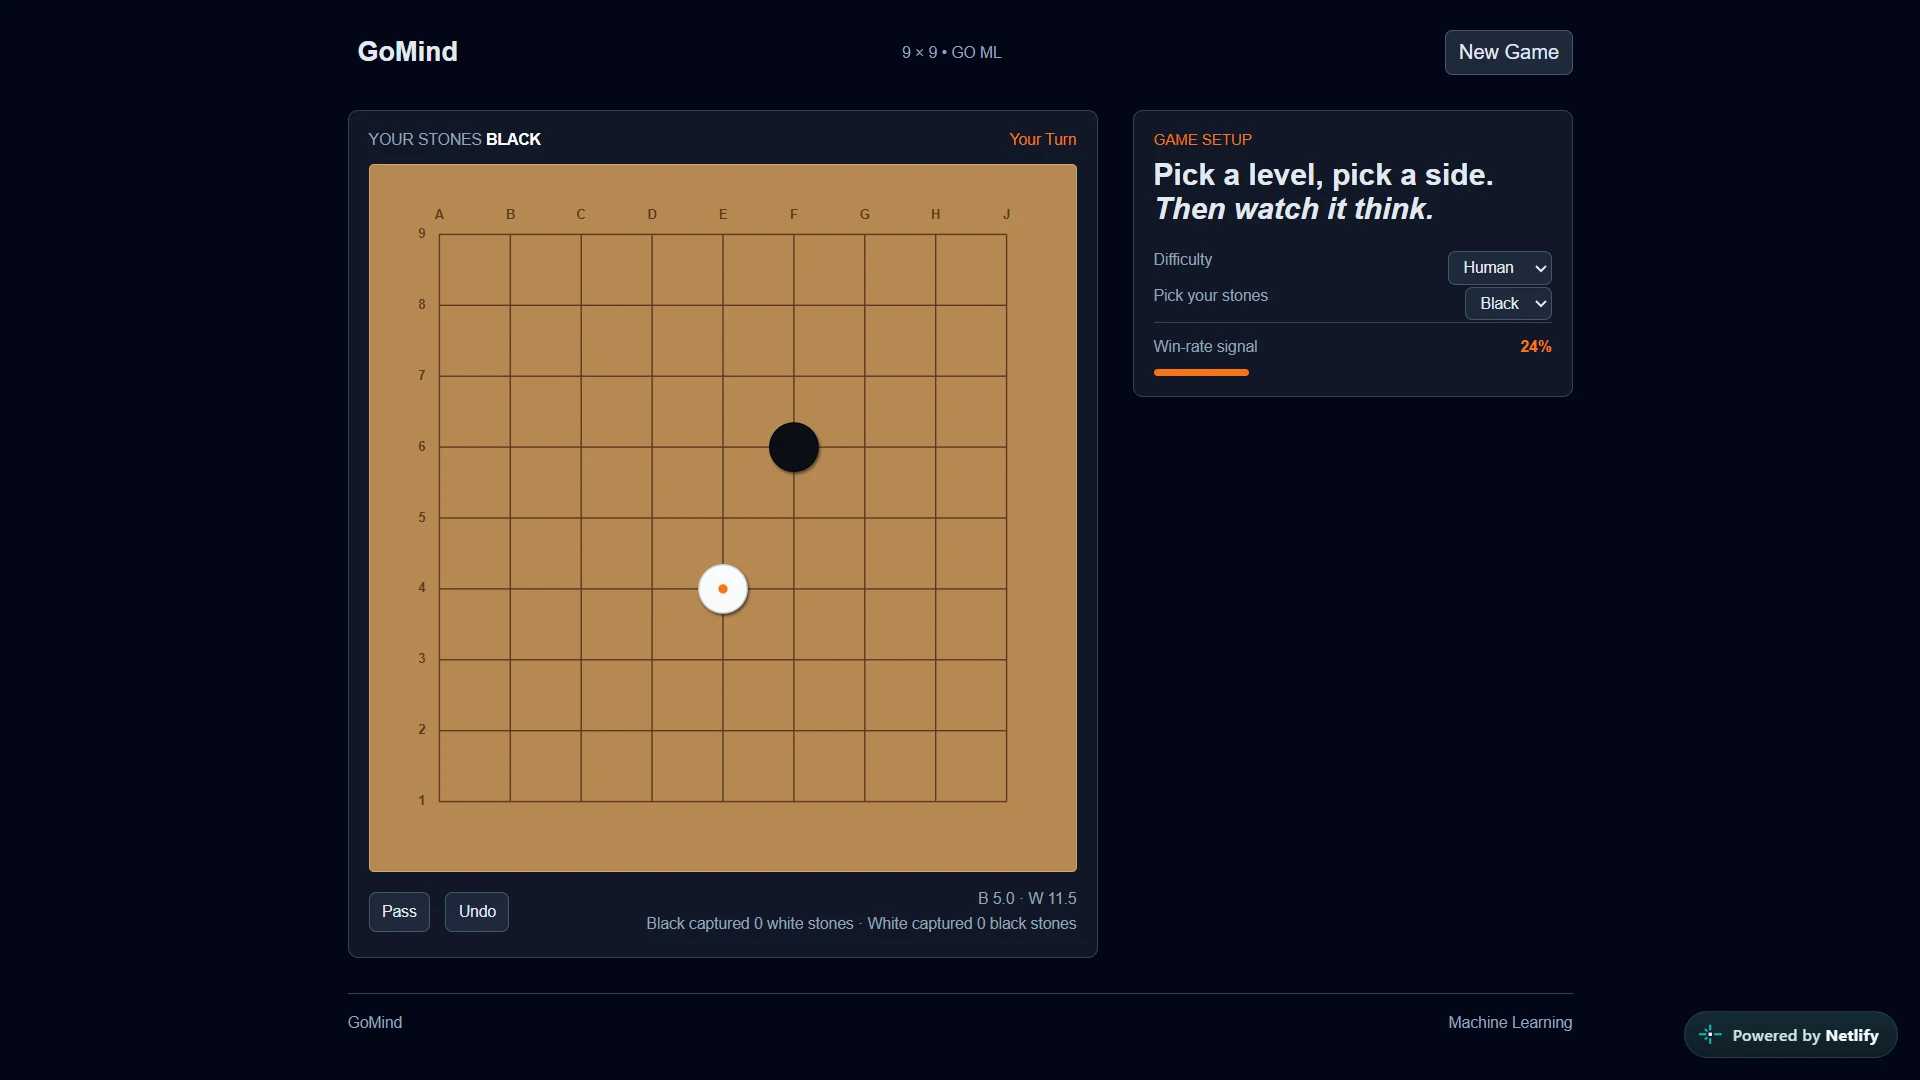 GoMind
9 × 9 • GO ML
New Game
YOUR STONES BLACK
Your Turn
A B C D E F G H J
9
8
7
6
5
4
3
2
1
Pass
Undo
B 5.0 · W 11.5
Black captured 0 white stones · White captured 0 black stones
GAME SETUP
Pick a level, pick a side.
Then watch it think.
Difficulty
Human
Pick your stones
Black
Win-rate signal
24%
GoMind
Machine Learning
Powered by Netlify